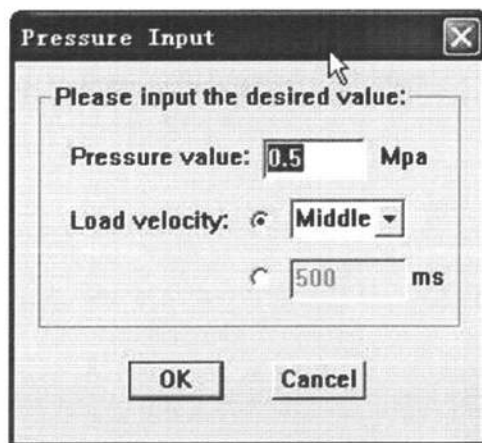 Pressure Input
Please input the desired value:
Pressure value: 0.5 Mpa
Load velocity: Middle
500 ms
OK Cancel